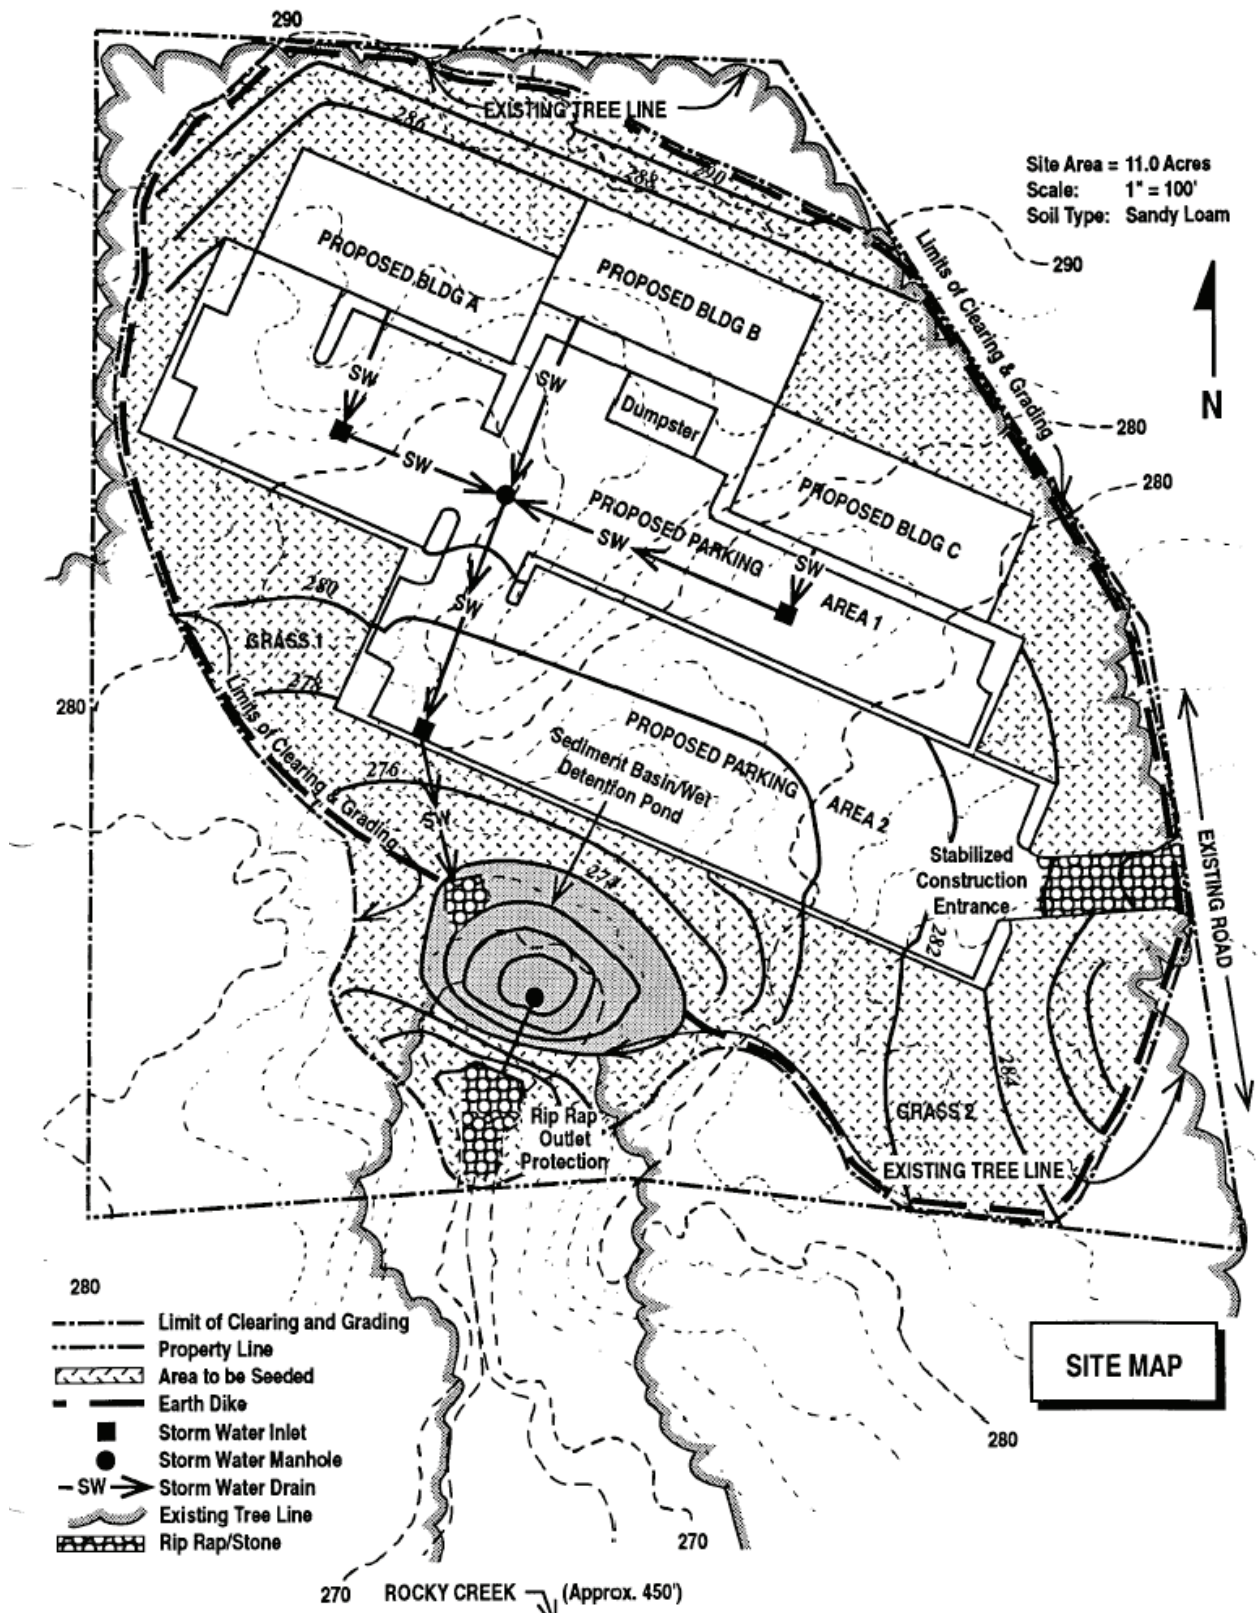 290
EXISTING TREE LINE
286
288
290
Site Area = 11.0 Acres
Scale: 1" = 100'
Soil Type: Sandy Loam
290
N
Limits of Clearing & Grading
PROPOSED BLDG A
PROPOSED BLDG B
SW
SW
Dumpster
280
280
SW
PROPOSED BLDG C
PROPOSED PARKING
AREA 1
SW
SW
SW
280
GRASS 1
278
280
Limits of Clearing & Grading
PROPOSED PARKING
AREA 2
Sediment Basin/Wet
Detention Pond
276
SW
274
Stabilized
Construction
Entrance
EXISTING ROAD
282
284
GRASS 2
Rip Rap
Outlet
Protection
EXISTING TREE LINE
280
Limit of Clearing and Grading
Property Line
Area to be Seeded
Earth Dike
Storm Water Inlet
Storm Water Manhole
SW
Storm Water Drain
Existing Tree Line
Rip Rap/Stone
SITE MAP
280
270
270
ROCKY CREEK (Approx. 450')